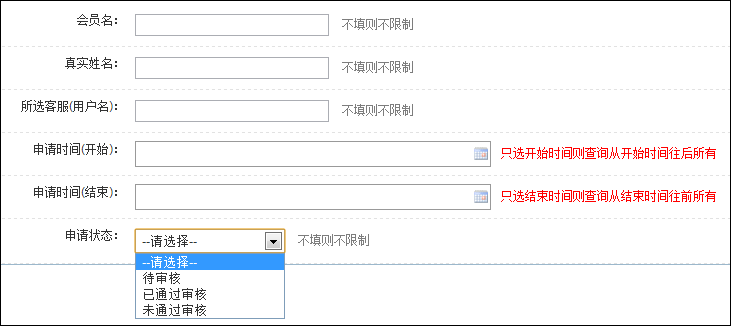 会员名： 不填则不限制
真实姓名： 不填则不限制
所选客服(用户名)： 不填则不限制
申请时间(开始)： 只选开始时间则查询从开始时间往后所有
申请时间(结束)： 只选结束时间则查询从结束时间往前所有
申请状态： --请选择-- 不填则不限制
--请选择--
待审核
已通过审核
未通过审核